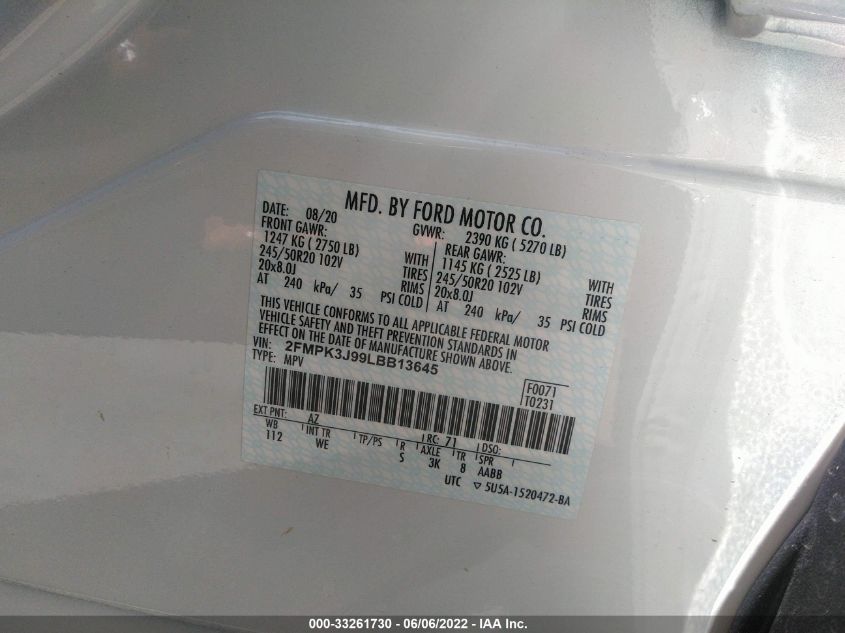 MFD. BY FORD MOTOR CO.
DATE: 08/20 GVWR: 2390 KG ( 5270 LB)
FRONT GAWR: REAR GAWR:
1247 KG ( 2750 LB) WITH 1145 KG ( 2525 LB) WITH
245/50R20 102V TIRES 245/50R20 102V TIRES
20x8.0J RIMS 20x8.0J RIMS
AT 240 kPa/ 35 PSI COLD AT 240 kPa/ 35 PSI COLD
THIS VEHICLE CONFORMS TO ALL APPLICABLE FEDERAL MOTOR
VEHICLE SAFETY AND THEFT PREVENTION STANDARDS IN
EFFECT ON THE DATE OF MANUFACTURE SHOWN ABOVE.
VIN: 2FMPK3J99LBB13645
TYPE: MPV
F0071
T0231
EXT PNT: AZ RC: 71 DSO:
WB INT TR TP/PS R AXLE TR SPR
112 WE 5 3K 8 AABB
UTC ▽ 5U5A-1520472-BA
000-33261730 - 06/06/2022 - IAA Inc.